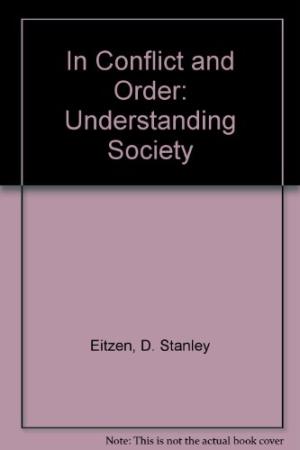 In Conflict and
Order:
Understanding
Society
Eitzen, D. Stanley
Note: This is not the actual book cover